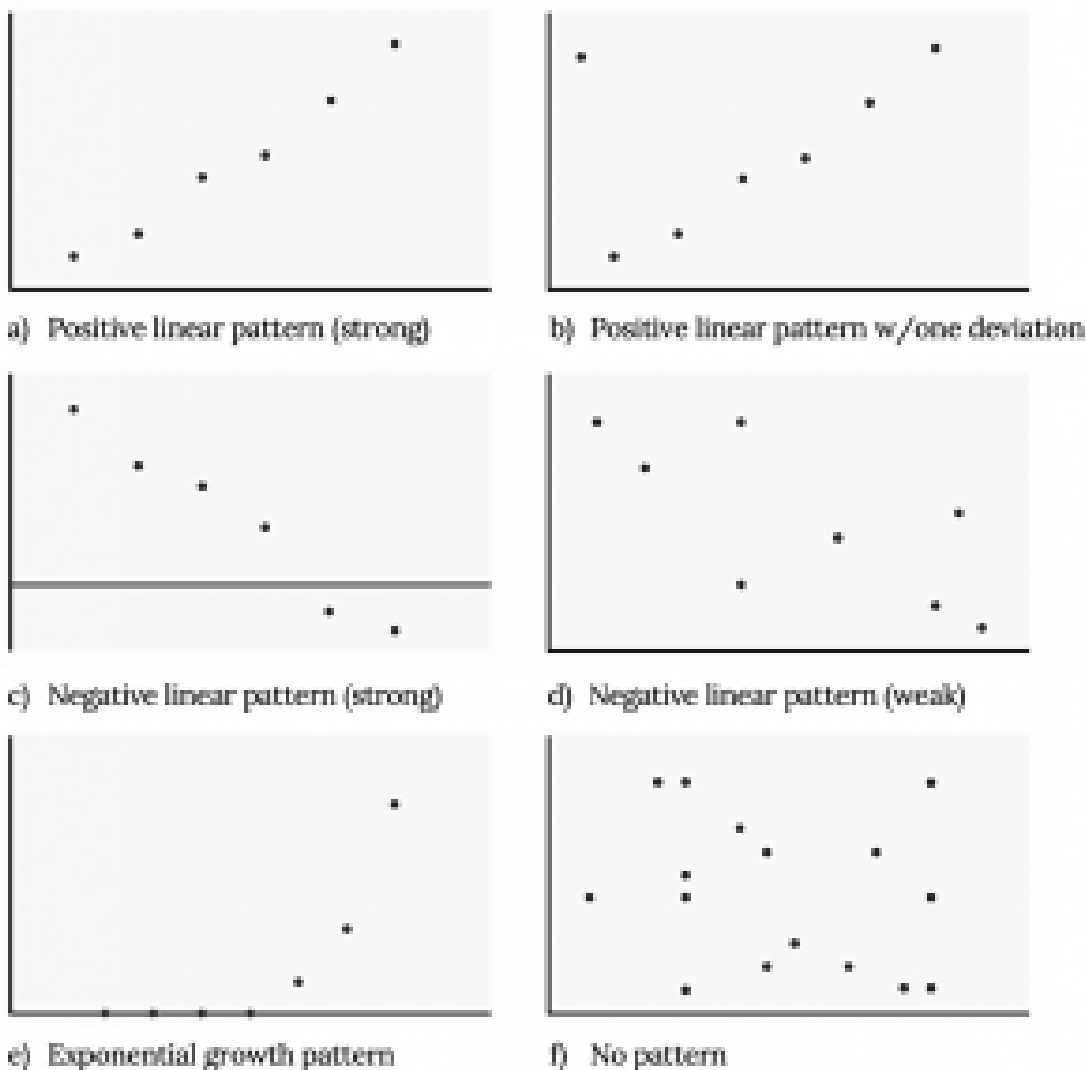 a) Positive linear pattern (strong)
b) Positive linear pattern w/one deviation
c) Negative linear pattern (strong)
d) Negative linear pattern (weak)
e) Exponential growth pattern
f) No pattern